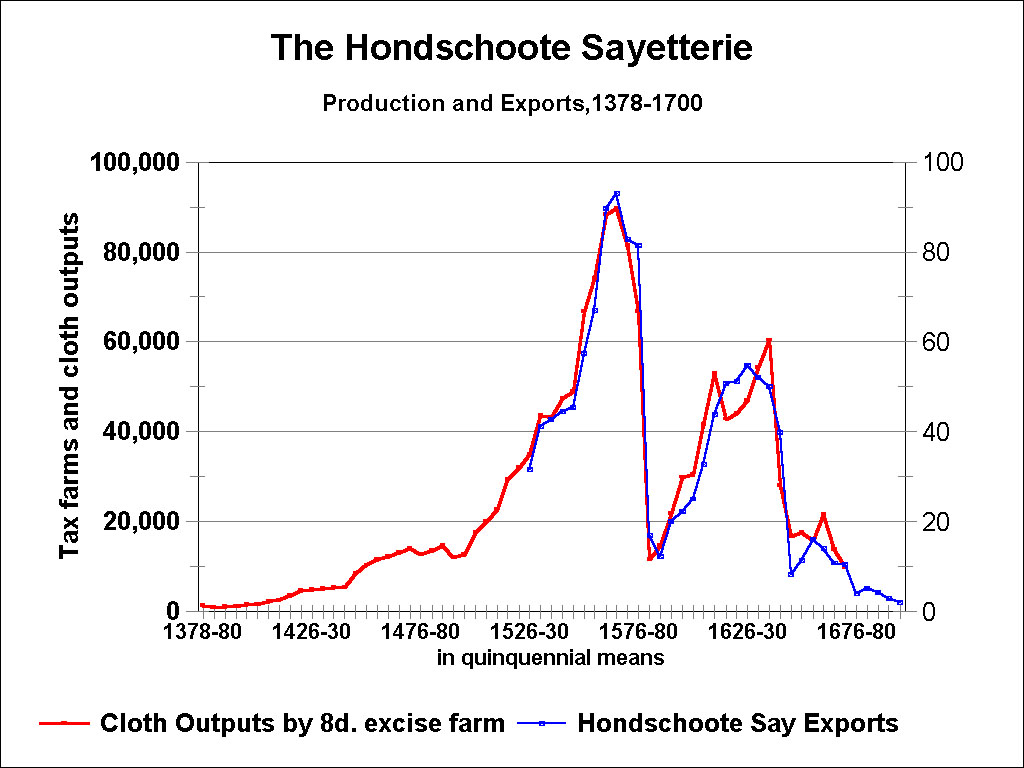 The Hondschoote Sayetterie
Production and Exports,1378-1700
Tax farms and cloth outputs
100,000
80,000
60,000
40,000
20,000
0
100
80
60
40
20
0
1378-80 1426-30 1476-80 1526-30 1576-80 1626-30 1676-80
in quinquennial means
Cloth Outputs by 8d. excise farm Hondschoote Say Exports